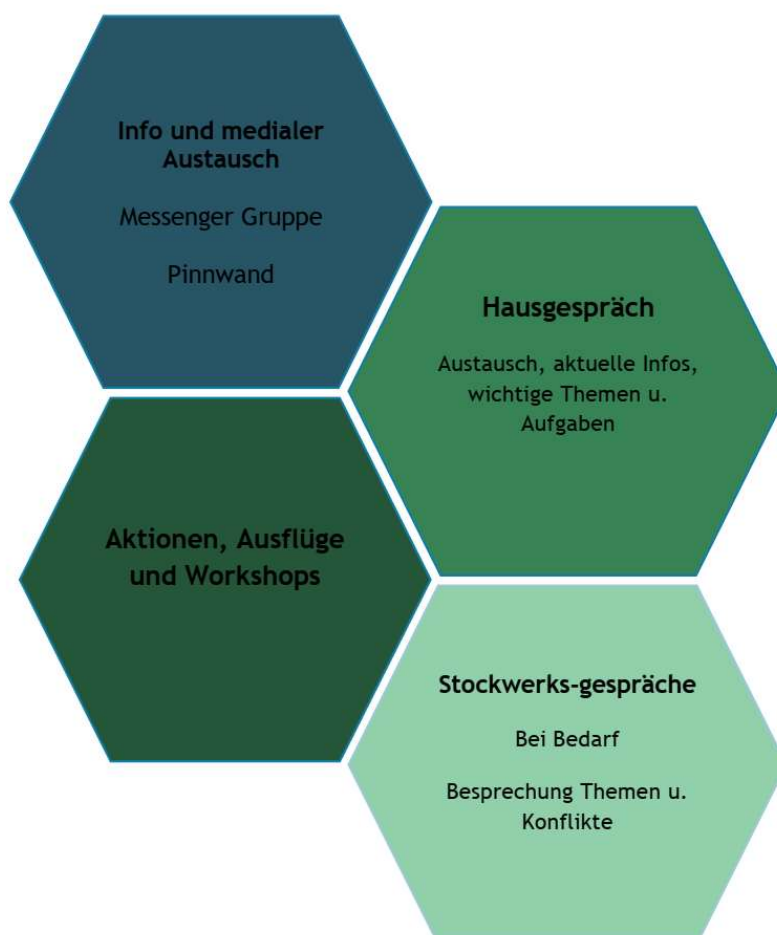 Info und medialer
Austausch
Messenger Gruppe
Pinnwand
Hausgespräch
Austausch, aktuelle Infos,
wichtige Themen u.
Aufgaben
Aktionen, Ausflüge
und Workshops
Stockwerks-gespräche
Bei Bedarf
Besprechung Themen u.
Konflikte